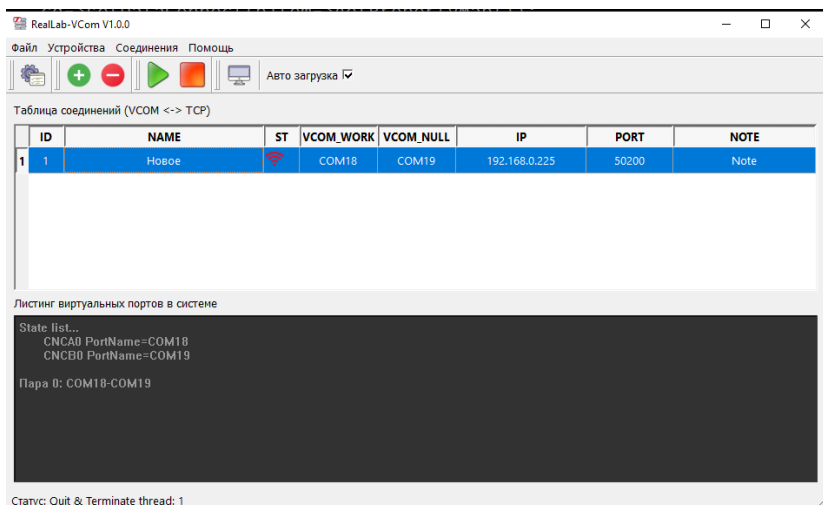 RealLab-VCom V1.0.0
Файл Устройства Соединения Помощь
Авто загрузка
Таблица соединений (VCOM <-> TCP)
ID NAME ST VCOM_WORK VCOM_NULL IP PORT NOTE
1 1 Новое COM18 COM19 192.168.0.225 50200 Note
Листинг виртуальных портов в системе
State list...
CNCA0 PortName=COM18
CNCB0 PortName=COM19
Пара 0: COM18-COM19
Статус: Quit & Terminate thread: 1